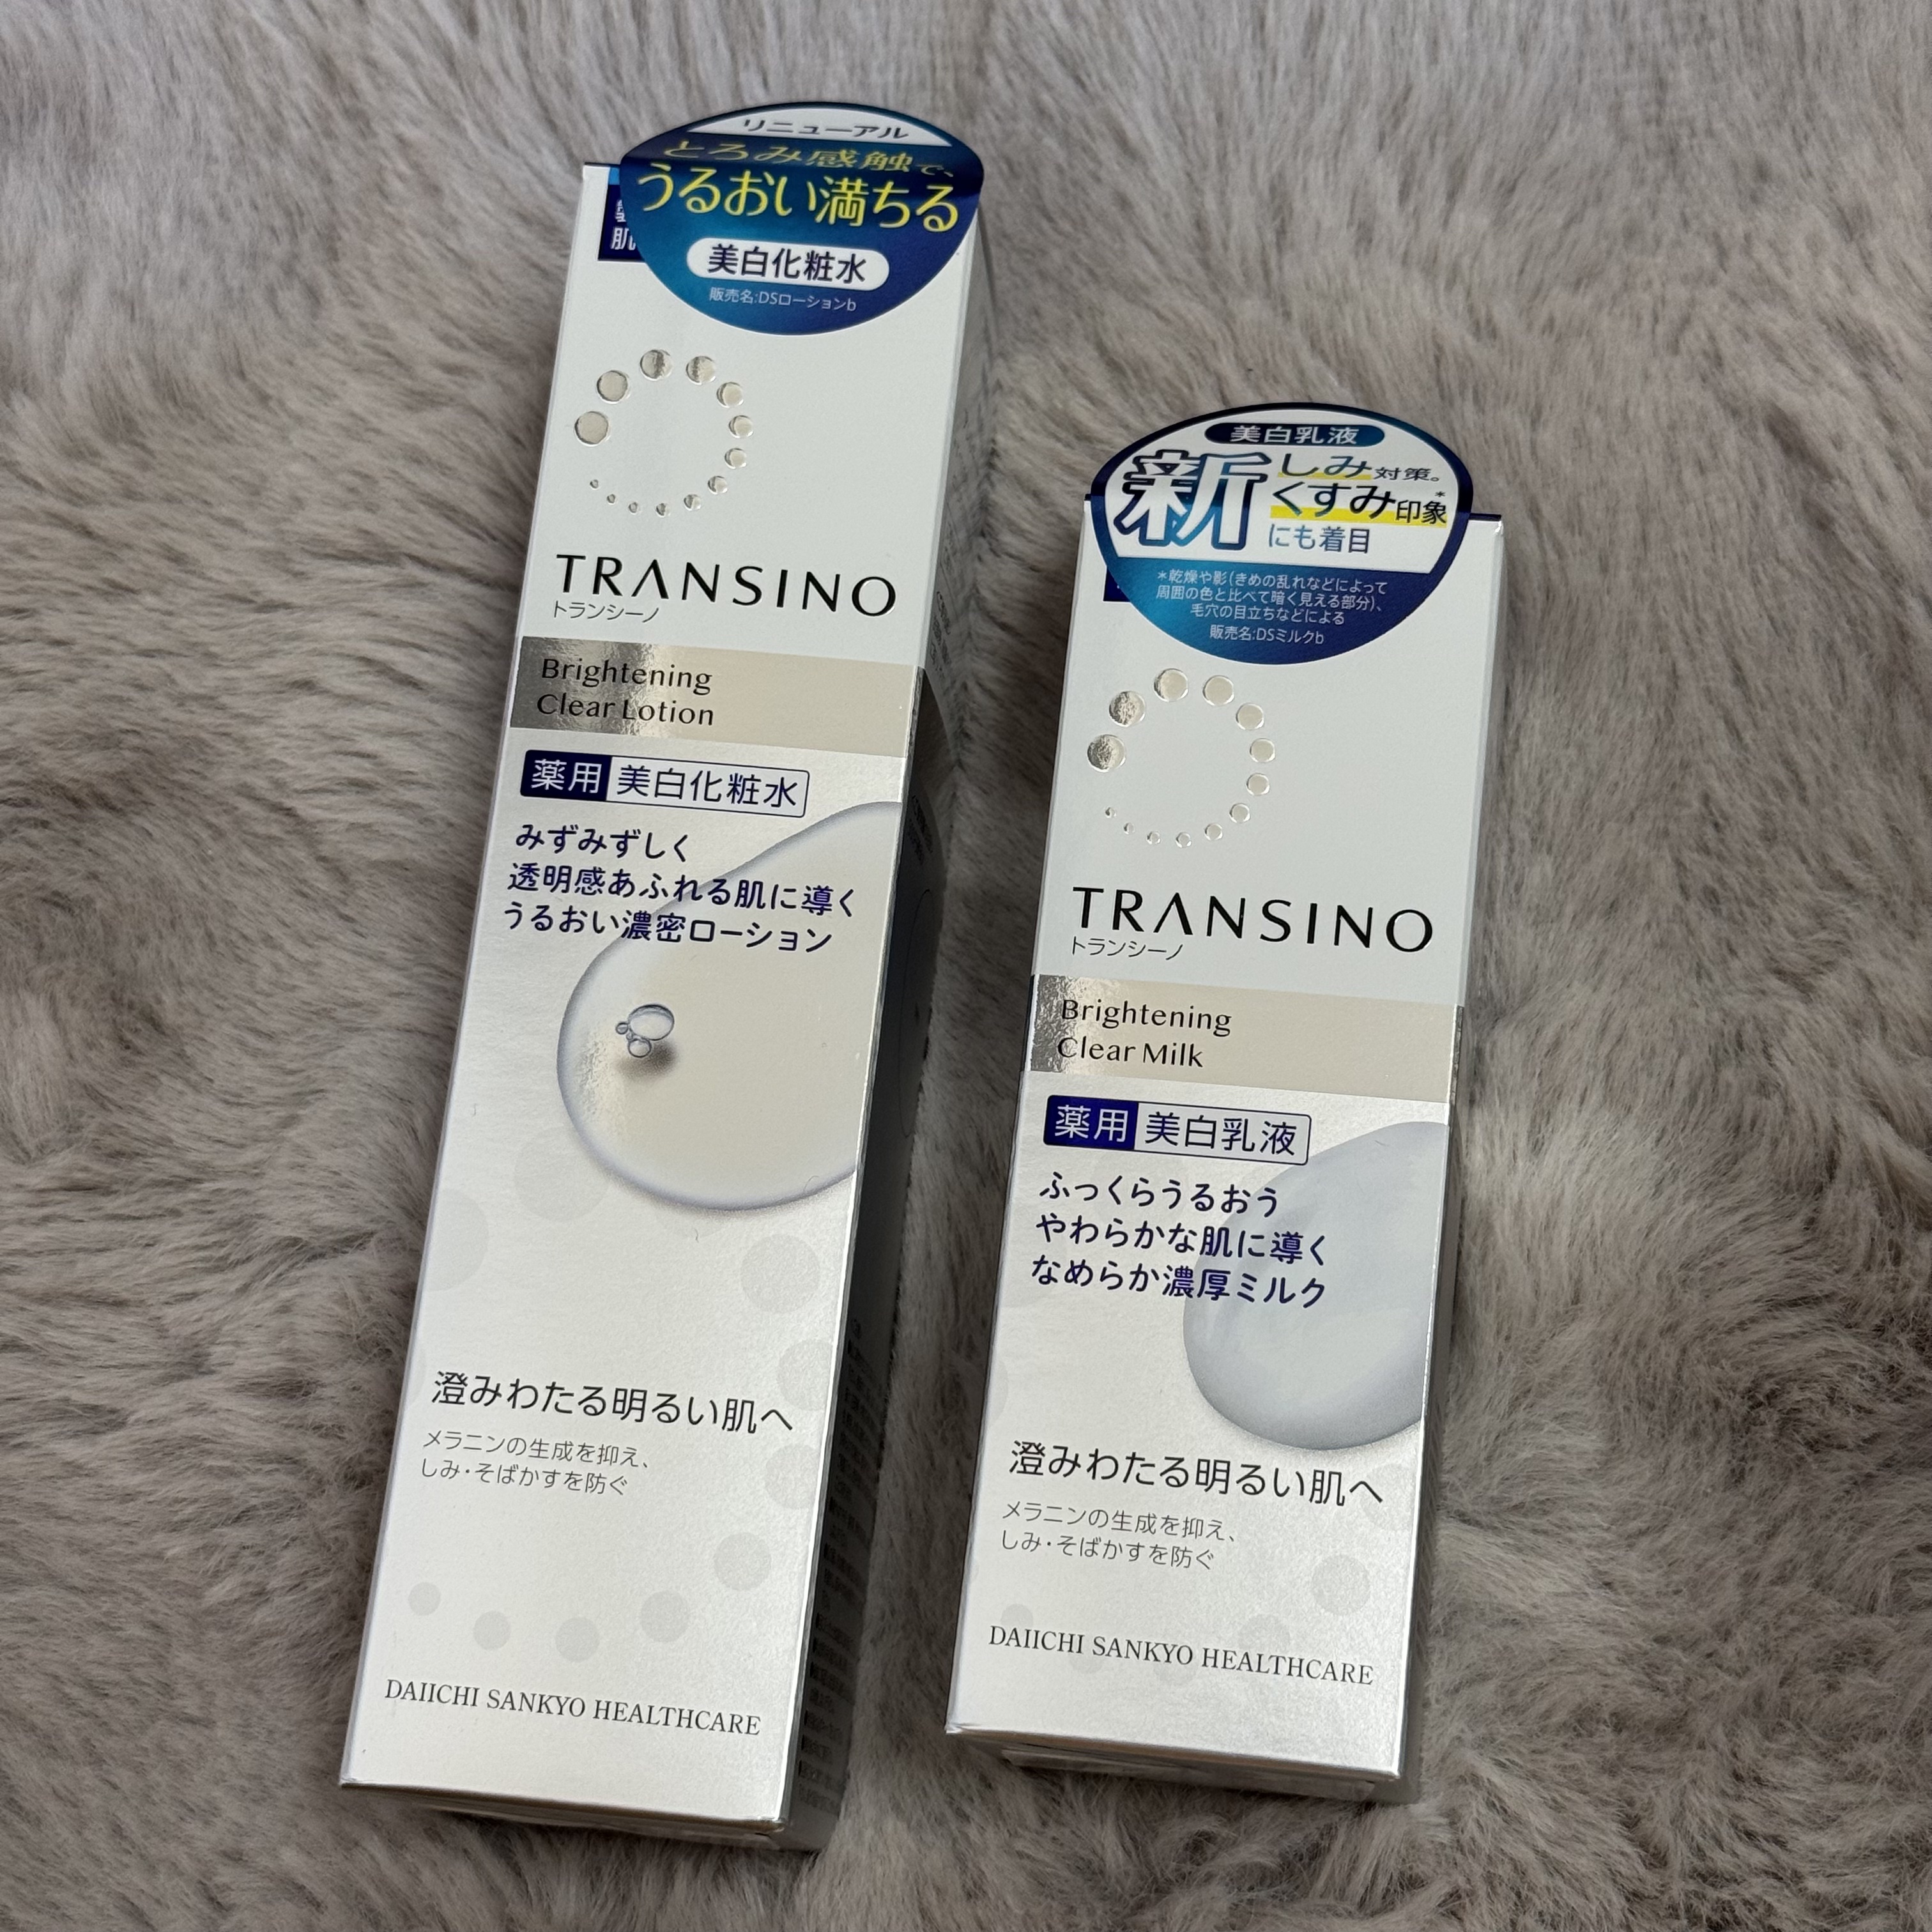 リニューアル
とろみ感触で、
うるおい満ちる
美白化粧水
販売名:DSローションb
肌
TRANSINO
トランシーノ
Brightening
Clear Lotion
薬用 美白化粧水
みずみずしく
透明感あふれる肌に導く
うるおい濃密ローション
澄みわたる明るい肌へ
メラニンの生成を抑え、
しみ・そばかすを防ぐ
DAIICHI SANKYO HEALTHCARE
美白乳液
新 しみ対策。
くすみ印象*
にも着目
*乾燥や影(きめの乱れなどによって
周囲の色と比べて暗く見える部分)、
毛穴の目立ちなどによる
販売名:DSミルクb
TRANSINO
トランシーノ
Brightening
Clear Milk
薬用 美白乳液
ふっくらうるおう
やわらかな肌に導く
なめらか濃厚ミルク
澄みわたる明るい肌へ
メラニンの生成を抑え、
しみ・そばかすを防ぐ
DAIICHI SANKYO HEALTHCARE